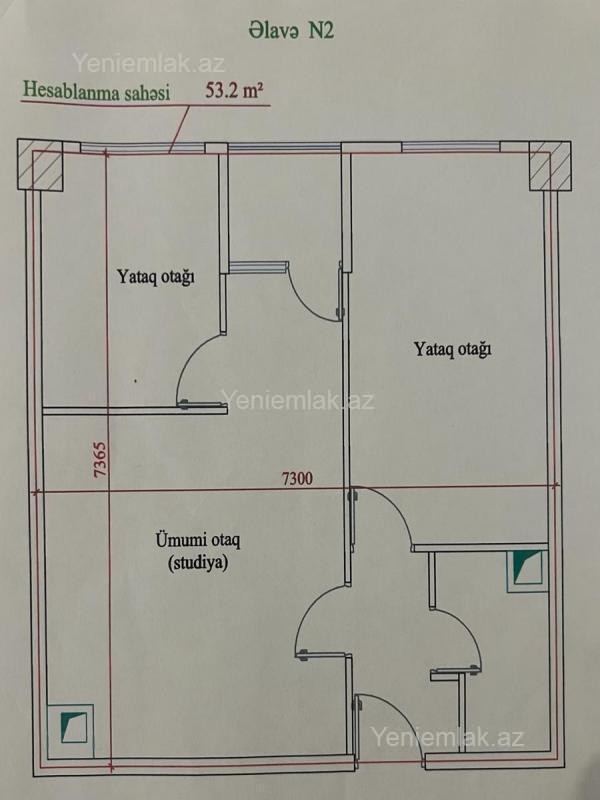 Əlavə N2
Yeniemlak.az
Hesablanma sahəsi 53.2 m²
Yataq otağı
Yataq otağı
Yeniemlak.az
7365
7300
Ümumi otaq
(studiya)
Yeniemlak.az